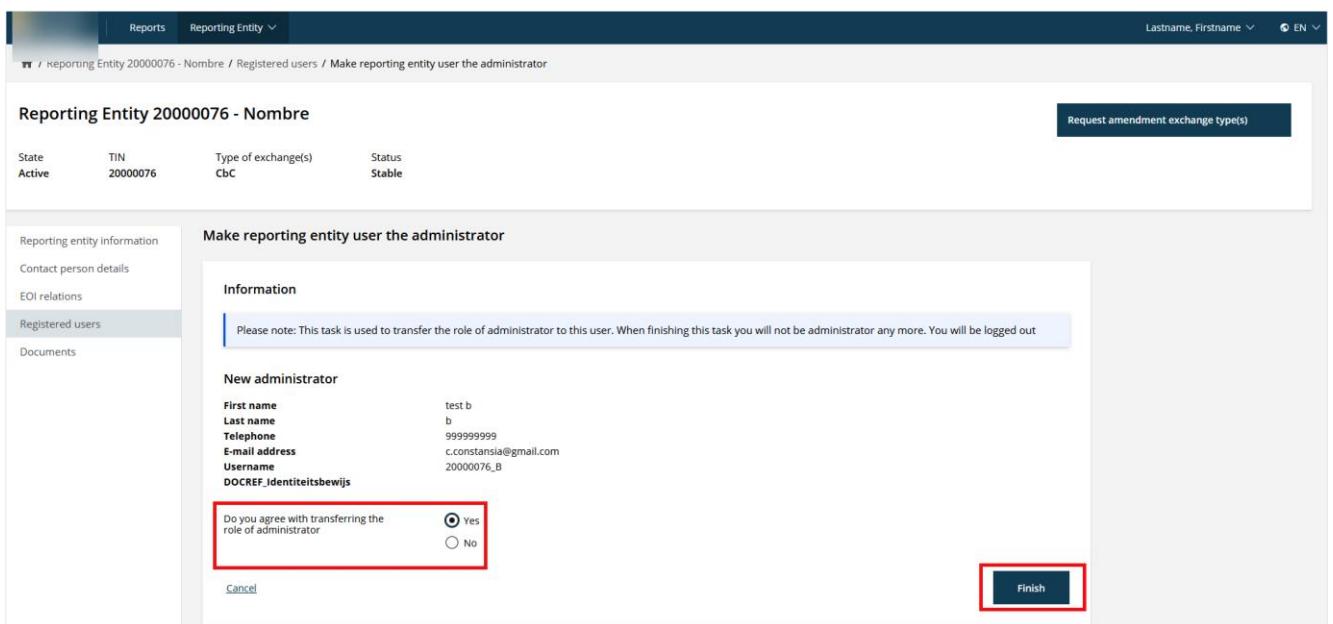 Reports Reporting Entity Lastname, Firstname EN
/ Reporting Entity 20000076 - Nombre / Registered users / Make reporting entity user the administrator
Reporting Entity 20000076 - Nombre
Request amendment exchange type(s)
State TIN Type of exchange(s) Status
Active 20000076 CbC Stable
Reporting entity information
Contact person details
EOI relations
Registered users
Documents
Make reporting entity user the administrator
Information
Please note: This task is used to transfer the role of administrator to this user. When finishing this task you will not be administrator any more. You will be logged out
New administrator
First name test b
Last name b
Telephone 999999999
E-mail address c.constansia@gmail.com
Username 20000076_B
DOCREF_Identiteitsbewijs
Do you agree with transferring the
role of administrator
Yes
No
Cancel
Finish